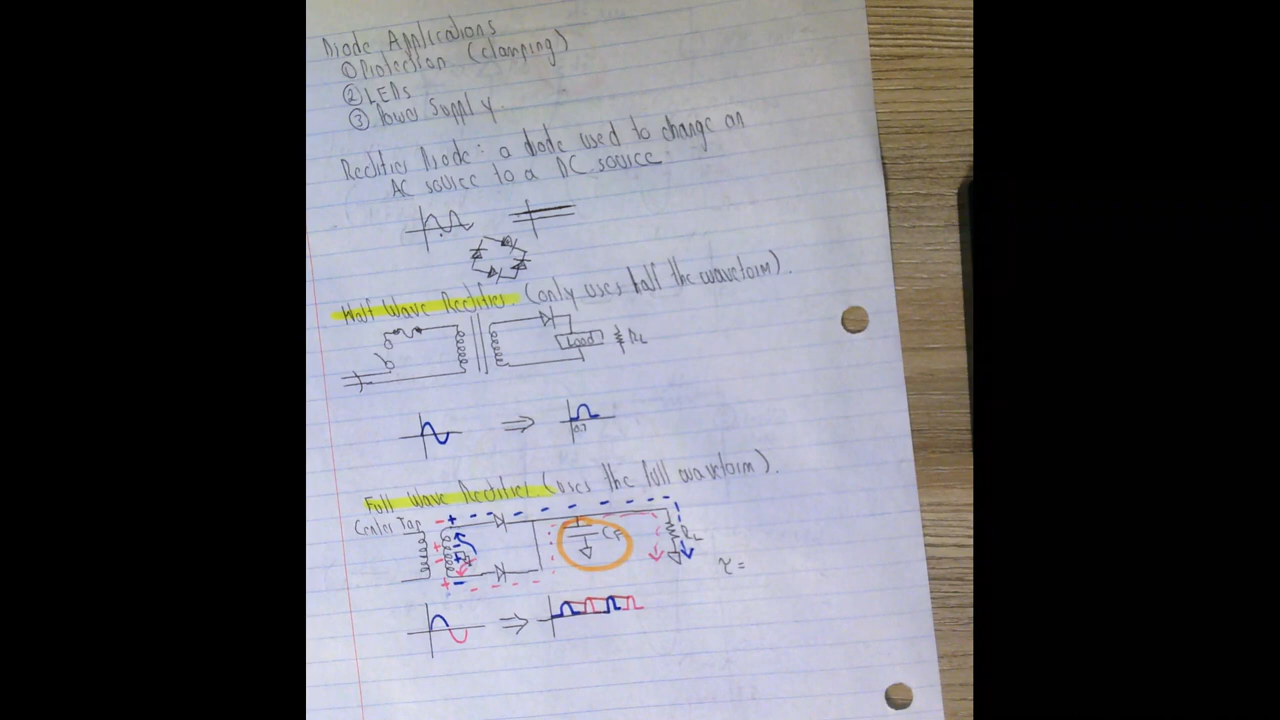 Diode Applications
① Protection (clamping)
② LEDs
③ Power Supply.
Rectifier Diode: a diode used to change an
AC source to a DC source
Half Wave Rectifier (only uses half the waveform).
Load RL
0.7
Full Wave Rectifier (uses the full waveform).
Center Tap
- +
CF RL
+ -
τ =